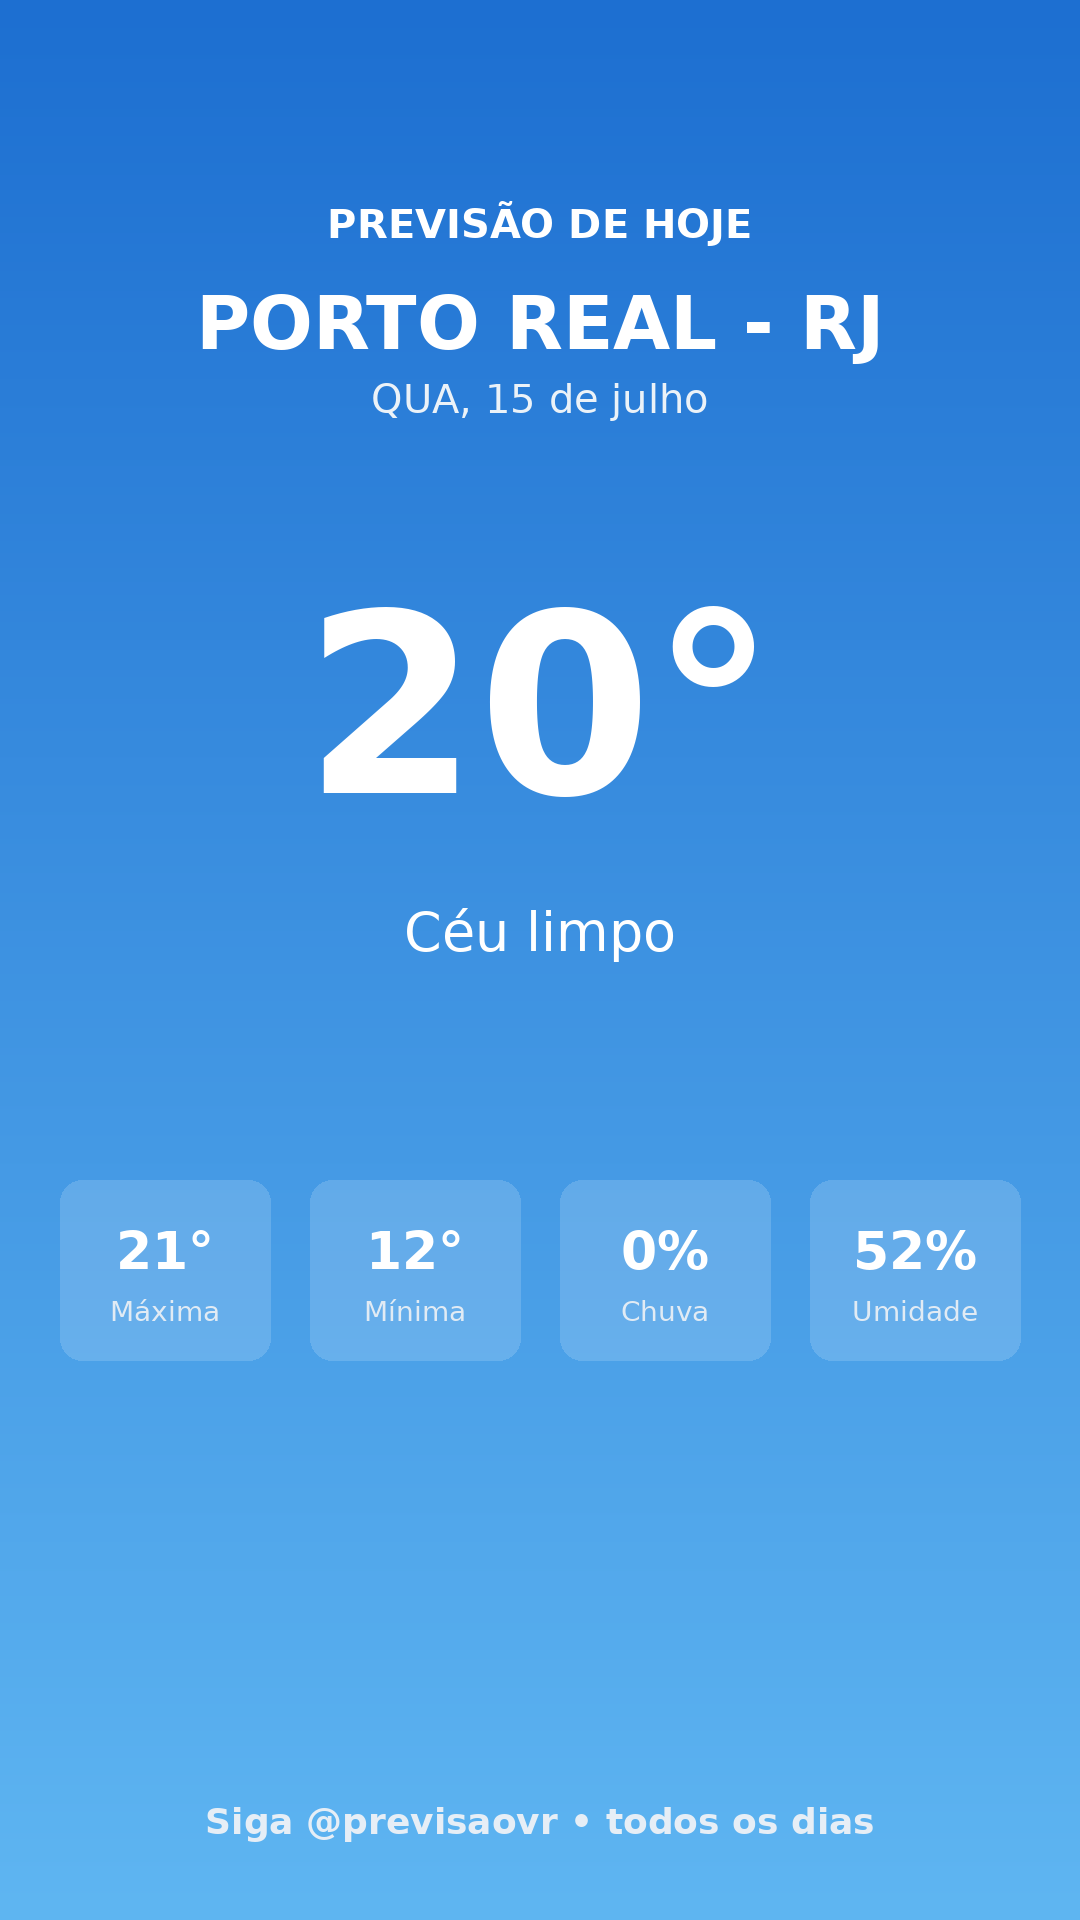 PREVISÃO DE HOJE
PORTO REAL - RJ
QUA, 15 de julho
20°
Céu limpo
21° 12° 0% 52%
Máxima Mínima Chuva Umidade
Siga @previsaovr • todos os dias